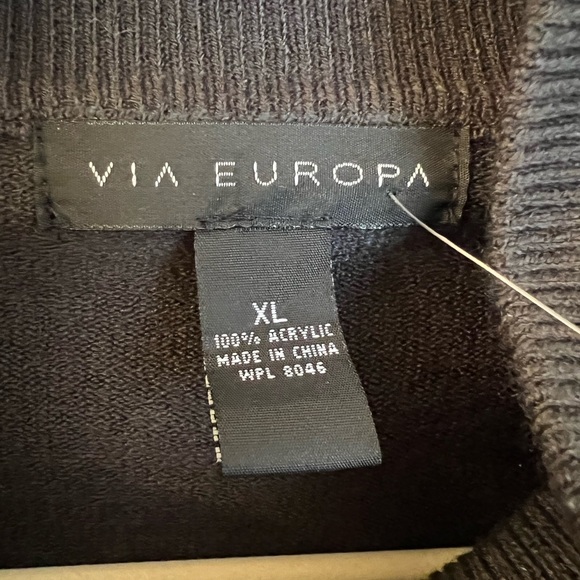 VIA EUROPA
XL
100% ACRYLIC
MADE IN CHINA
WPL 8046